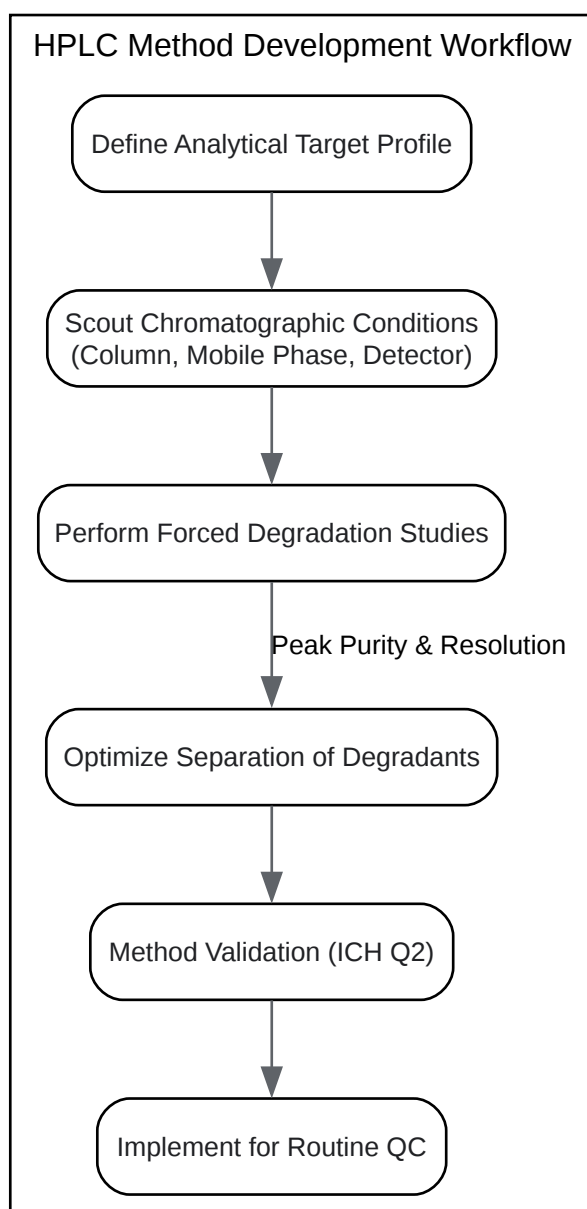 HPLC Method Development Workflow
Define Analytical Target Profile
Scout Chromatographic Conditions
(Column, Mobile Phase, Detector)
Perform Forced Degradation Studies
Peak Purity & Resolution
Optimize Separation of Degradants
Method Validation (ICH Q2)
Implement for Routine QC